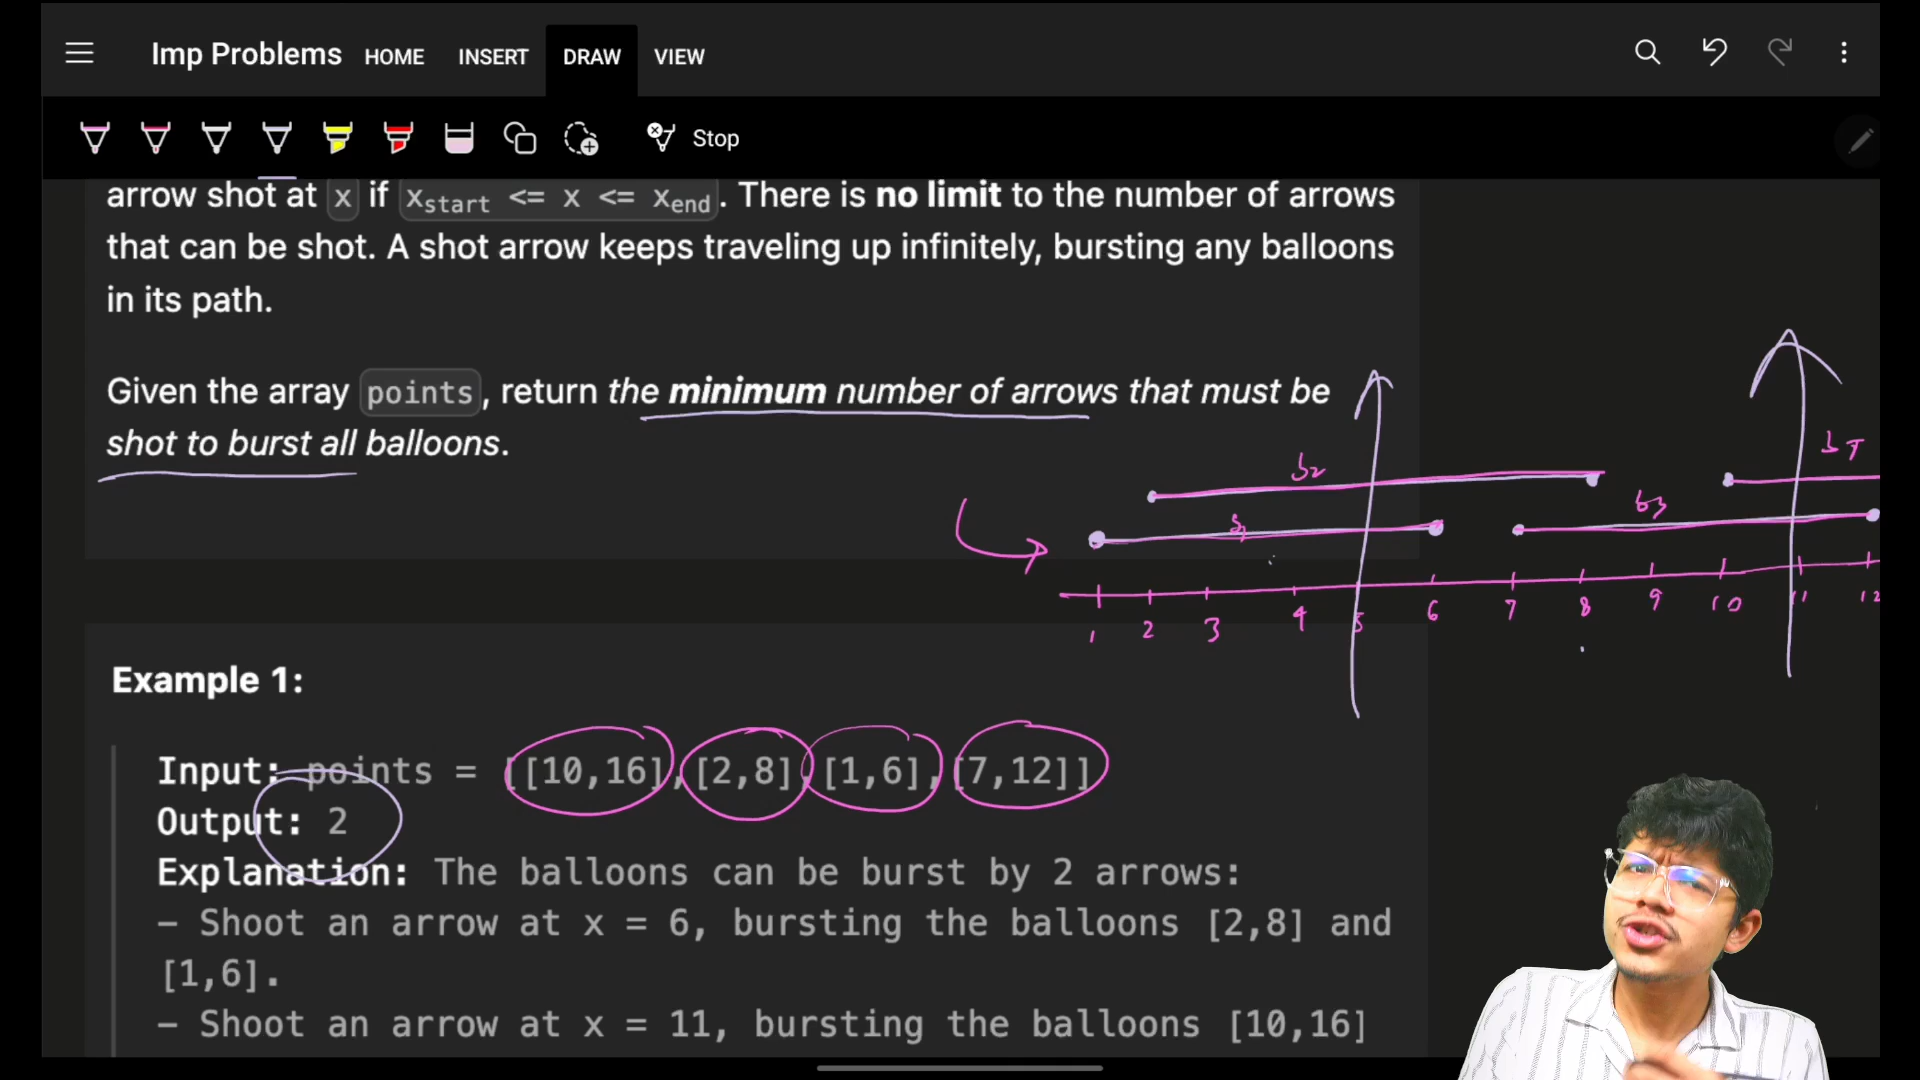 Imp Problems HOME INSERT DRAW VIEW
Stop
arrow shot at x if xstart <= x <= xend. There is no limit to the number of arrows
that can be shot. A shot arrow keeps traveling up infinitely, bursting any balloons
in its path.
Given the array points, return the minimum number of arrows that must be
shot to burst all balloons.
b2
b3
1 2 3 4 5 6 7 8 9 10 11 12
Example 1:
Input: points = [[10,16],[2,8],[1,6],[7,12]]
Output: 2
Explanation: The balloons can be burst by 2 arrows:
- Shoot an arrow at x = 6, bursting the balloons [2,8] and
[1,6].
- Shoot an arrow at x = 11, bursting the balloons [10,16]